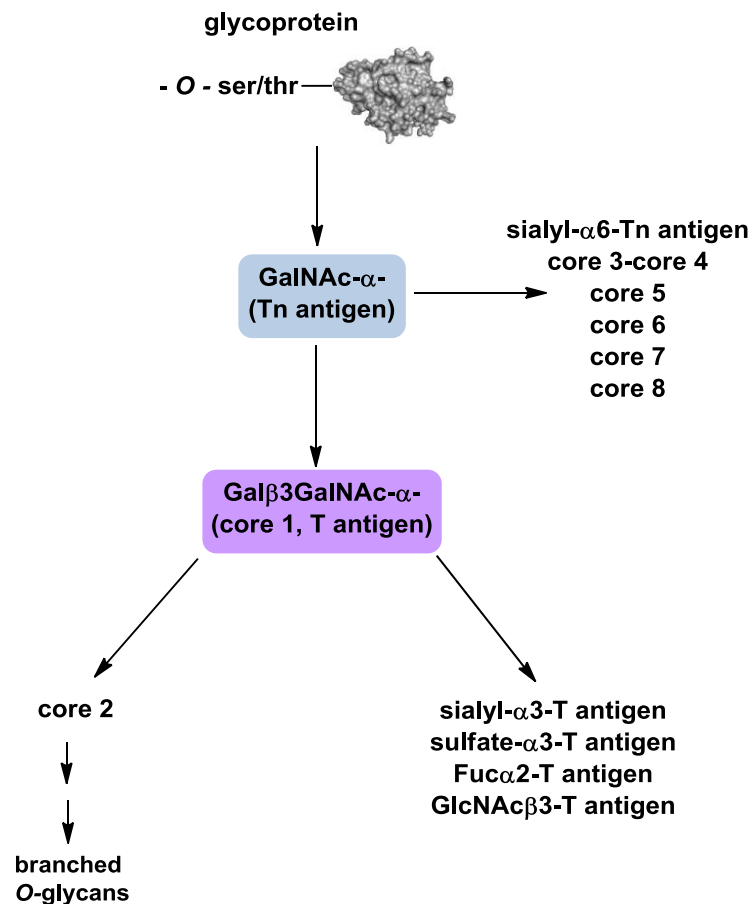 glycoprotein
- O - ser/thr
GalNAc-α-
(Tn antigen)
sialyl-α6-Tn antigen
core 3-core 4
core 5
core 6
core 7
core 8
Galβ3GalNAc-α-
(core 1, T antigen)
core 2
branched
O-glycans
sialyl-α3-T antigen
sulfate-α3-T antigen
Fucα2-T antigen
GlcNAcβ3-T antigen